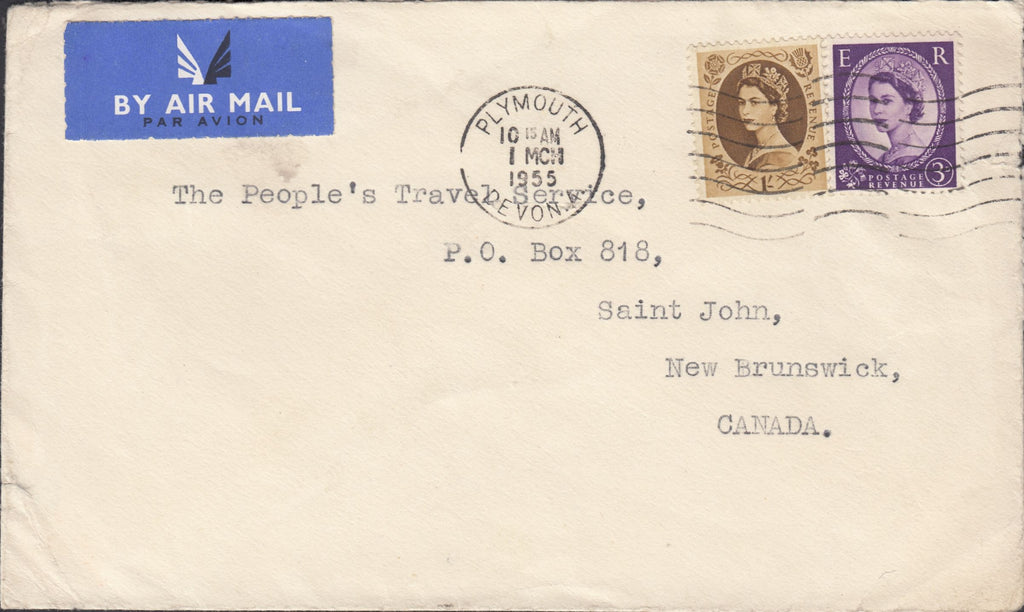 BY AIR MAIL
PAR AVION
PLYMOUTH
10 15 AM
1 MCH
1955
DEVON. A
POSTAGE REVENUE
1/-
E R
POSTAGE
REVENUE
3D
The People's Travel Service,
P.O. Box 818,
Saint John,
New Brunswick,
CANADA.